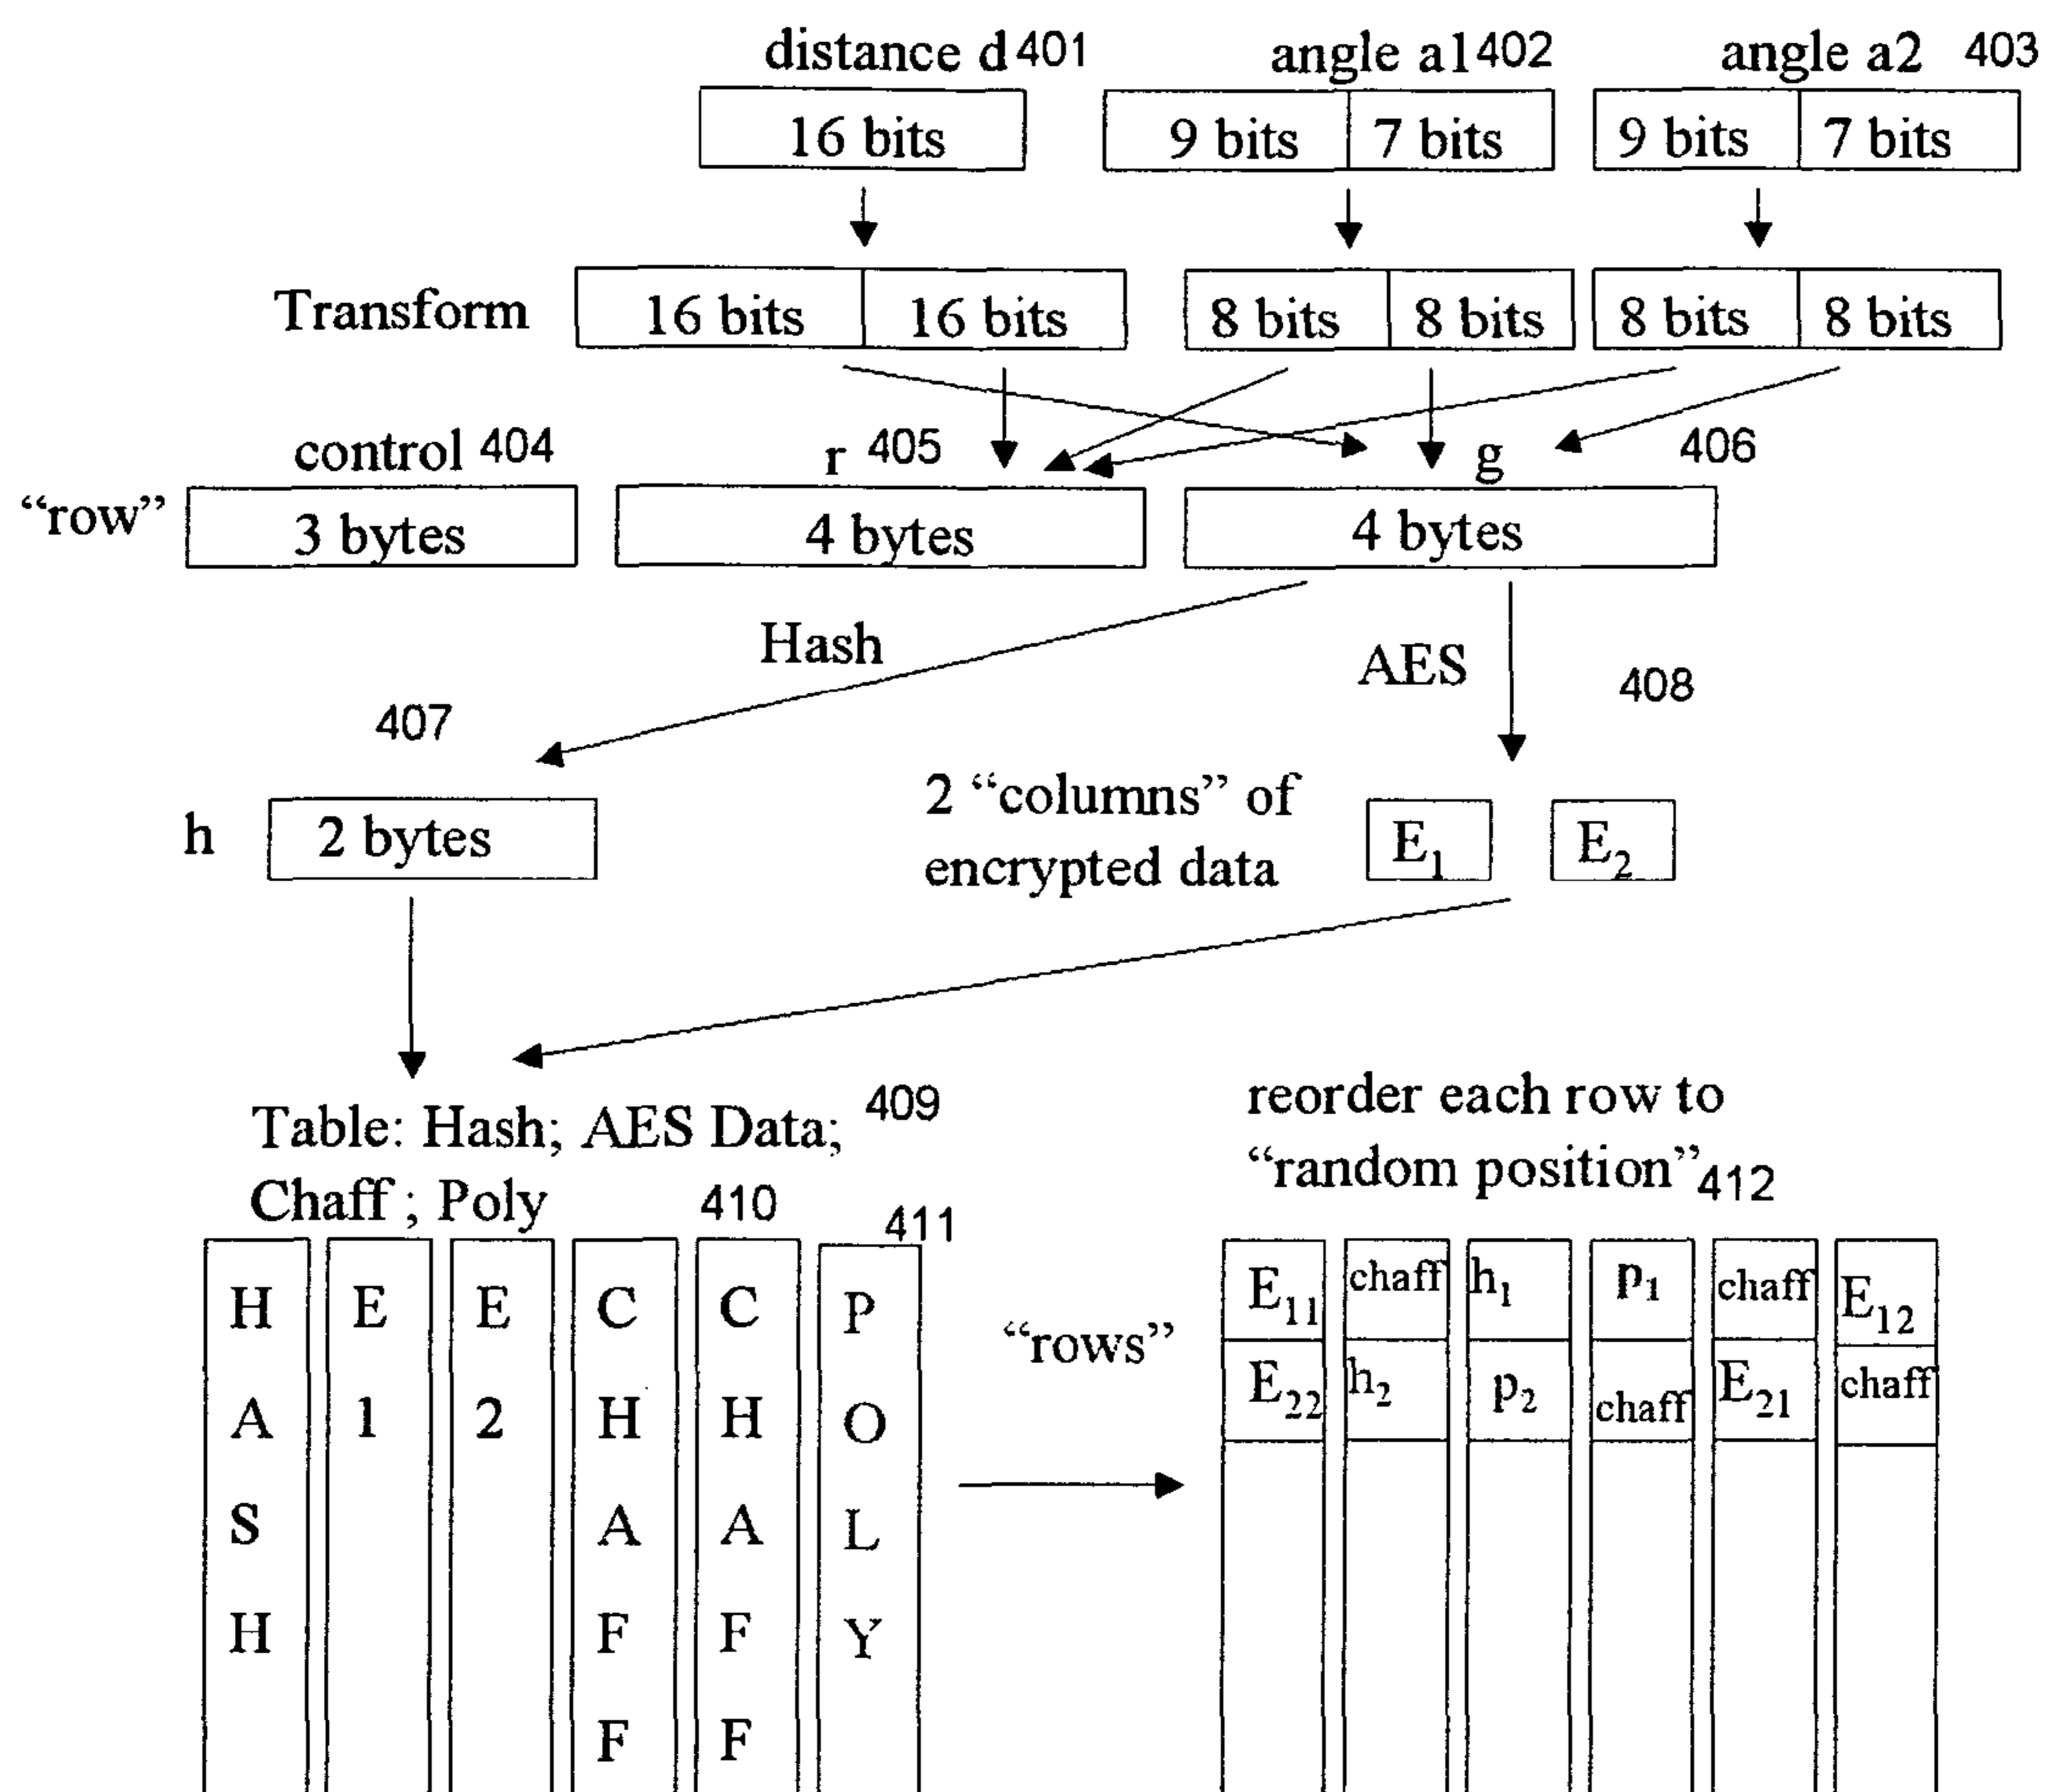 distance d 401 angle a1 402 angle a2 403
16 bits 9 bits 7 bits 9 bits 7 bits
Transform 16 bits 16 bits 8 bits 8 bits 8 bits 8 bits
control 404 r 405 g 406
“row” 3 bytes 4 bytes 4 bytes
Hash AES 408
407
h 2 bytes
2 “columns” of
encrypted data
E1 E2
Table: Hash; AES Data; 409
Chaff ; Poly 410 411
reorder each row to
“random position” 412
HASH E1 E2 CHAFF CHAFF POLY
“rows”
E11 chaff h1 p1 chaff E12
E22 h2 p2 chaff E21 chaff